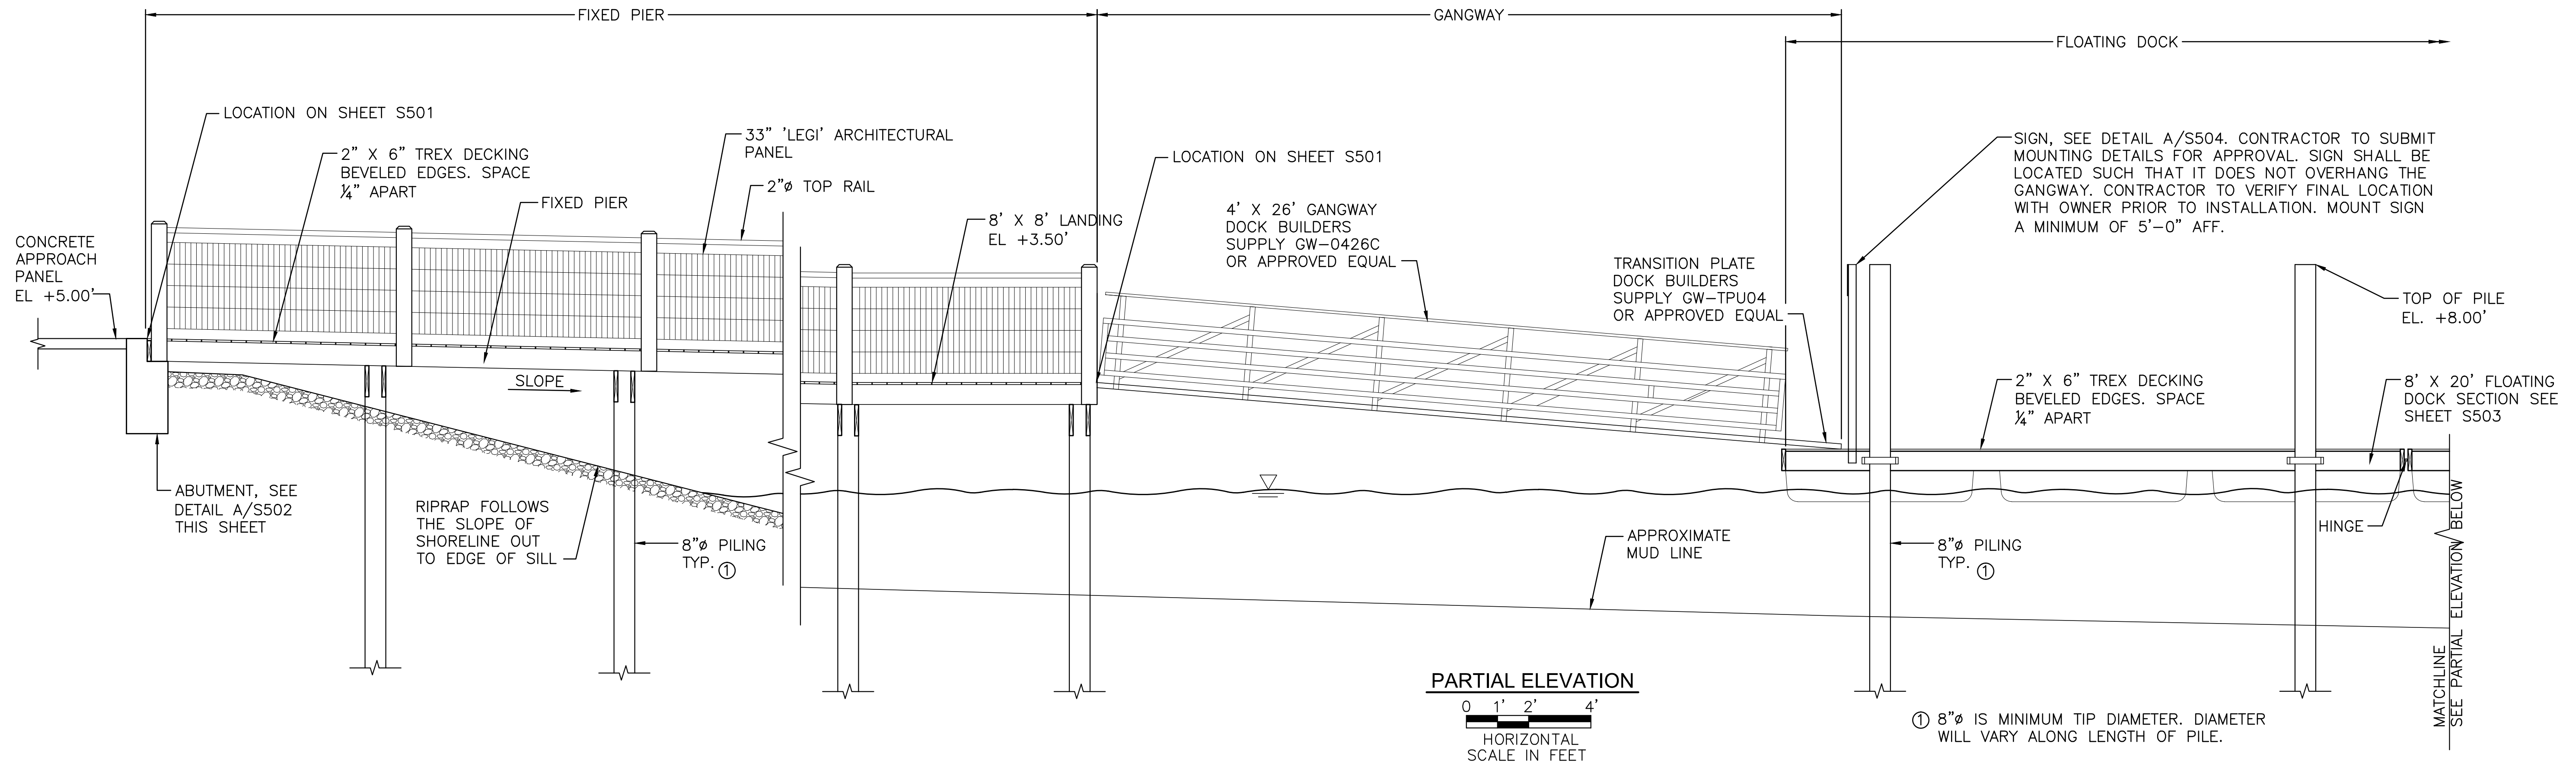 FIXED PIER
GANGWAY
FLOATING DOCK
LOCATION ON SHEET S501
2" X 6" TREX DECKING
BEVELED EDGES. SPACE
¼" APART
33" 'LEGI' ARCHITECTURAL
PANEL
2"ø TOP RAIL
FIXED PIER
8' X 8' LANDING
EL +3.50'
LOCATION ON SHEET S501
4' X 26' GANGWAY
DOCK BUILDERS
SUPPLY GW-0426C
OR APPROVED EQUAL
TRANSITION PLATE
DOCK BUILDERS
SUPPLY GW-TPU04
OR APPROVED EQUAL
SIGN, SEE DETAIL A/S504. CONTRACTOR TO SUBMIT
MOUNTING DETAILS FOR APPROVAL. SIGN SHALL BE
LOCATED SUCH THAT IT DOES NOT OVERHANG THE
GANGWAY. CONTRACTOR TO VERIFY FINAL LOCATION
WITH OWNER PRIOR TO INSTALLATION. MOUNT SIGN
A MINIMUM OF 5'-0" AFF.
CONCRETE
APPROACH
PANEL
EL +5.00'
TOP OF PILE
EL. +8.00'
SLOPE
2" X 6" TREX DECKING
BEVELED EDGES. SPACE
¼" APART
8' X 20' FLOATING
DOCK SECTION SEE
SHEET S503
ABUTMENT, SEE
DETAIL A/S502
THIS SHEET
RIPRAP FOLLOWS
THE SLOPE OF
SHORELINE OUT
TO EDGE OF SILL
8"ø PILING
TYP. ①
APPROXIMATE
MUD LINE
8"ø PILING
TYP. ①
HINGE
MATCHLINE
SEE PARTIAL ELEVATION BELOW
PARTIAL ELEVATION
0 1' 2' 4'
HORIZONTAL
SCALE IN FEET
① 8"ø IS MINIMUM TIP DIAMETER. DIAMETER
WILL VARY ALONG LENGTH OF PILE.